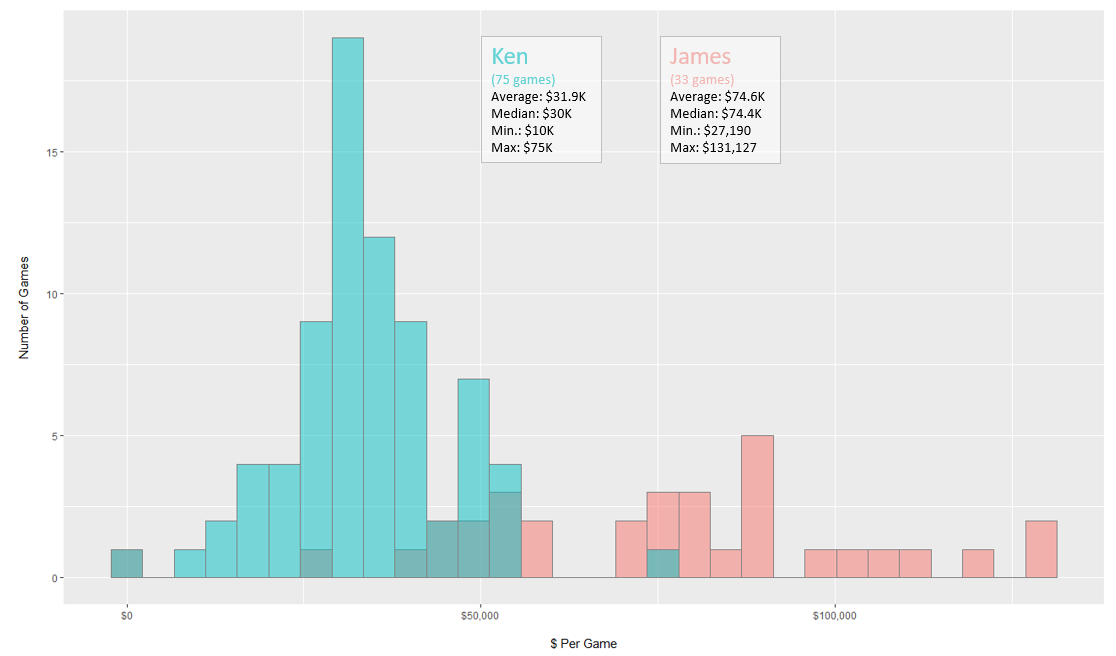 Ken
(75 games)
Average: $31.9K
Median: $30K
Min.: $10K
Max: $75K
James
(33 games)
Average: $74.6K
Median: $74.4K
Min.: $27,190
Max: $131,127
Number of Games
15
10
5
0
$0
$50,000
$100,000
$ Per Game